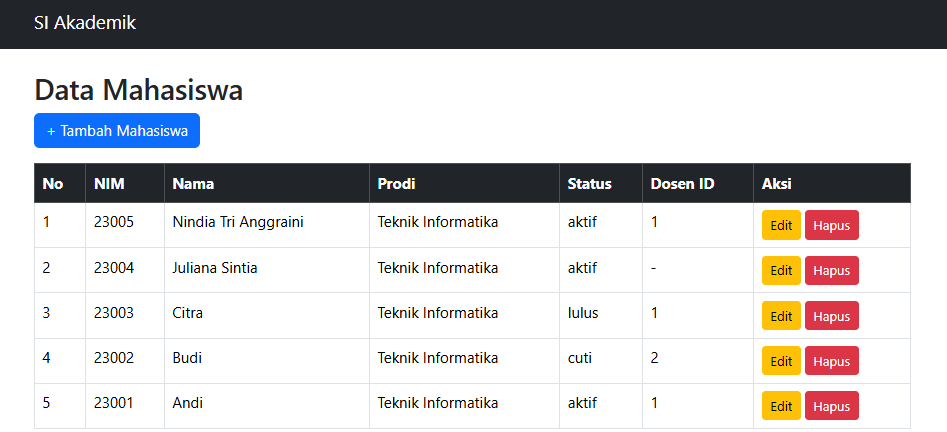 SI Akademik
Data Mahasiswa
+ Tambah Mahasiswa
No NIM Nama Prodi Status Dosen ID Aksi
1 23005 Nindia Tri Anggraini Teknik Informatika aktif 1 Edit Hapus
2 23004 Juliana Sintia Teknik Informatika aktif - Edit Hapus
3 23003 Citra Teknik Informatika lulus 1 Edit Hapus
4 23002 Budi Teknik Informatika cuti 2 Edit Hapus
5 23001 Andi Teknik Informatika aktif 1 Edit Hapus